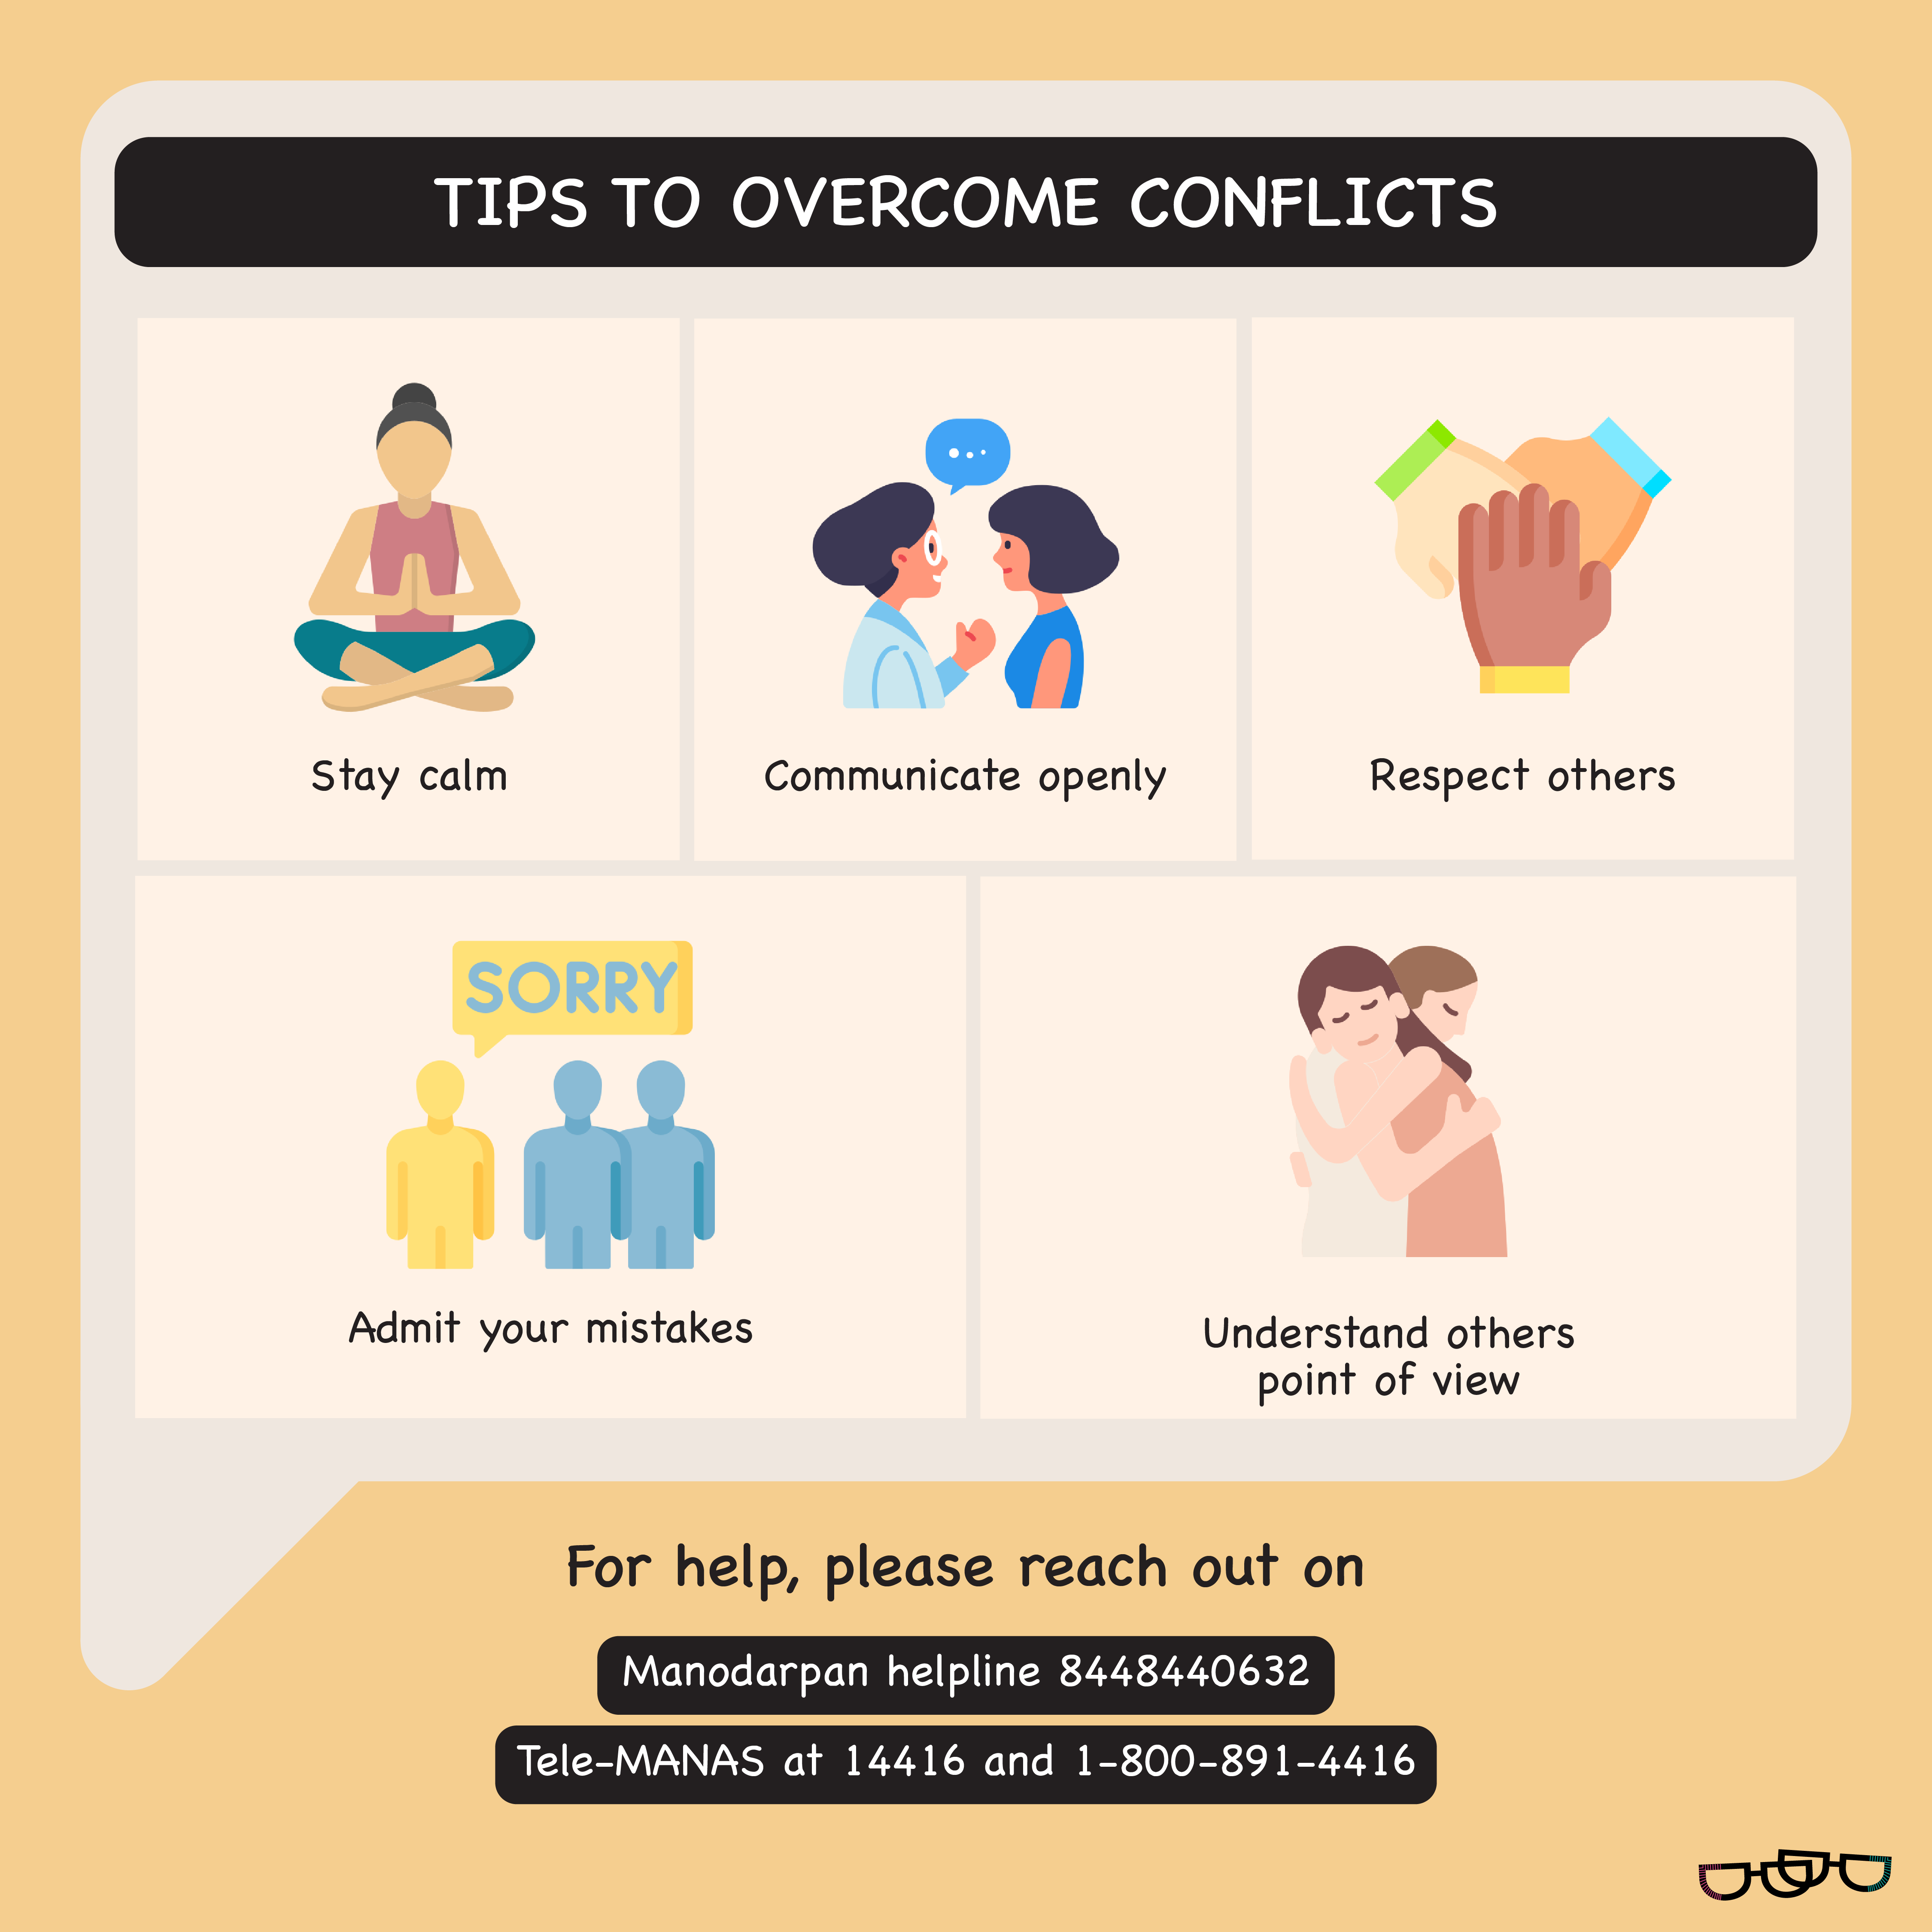 TIPS TO OVERCOME CONFLICTS
Stay calm
Communicate openly
Respect others
SORRY
Admit your mistakes
Understand others
point of view
For help, please reach out on
Manodarpan helpline 8448440632
Tele-MANAS at 14416 and 1-800-891-4416